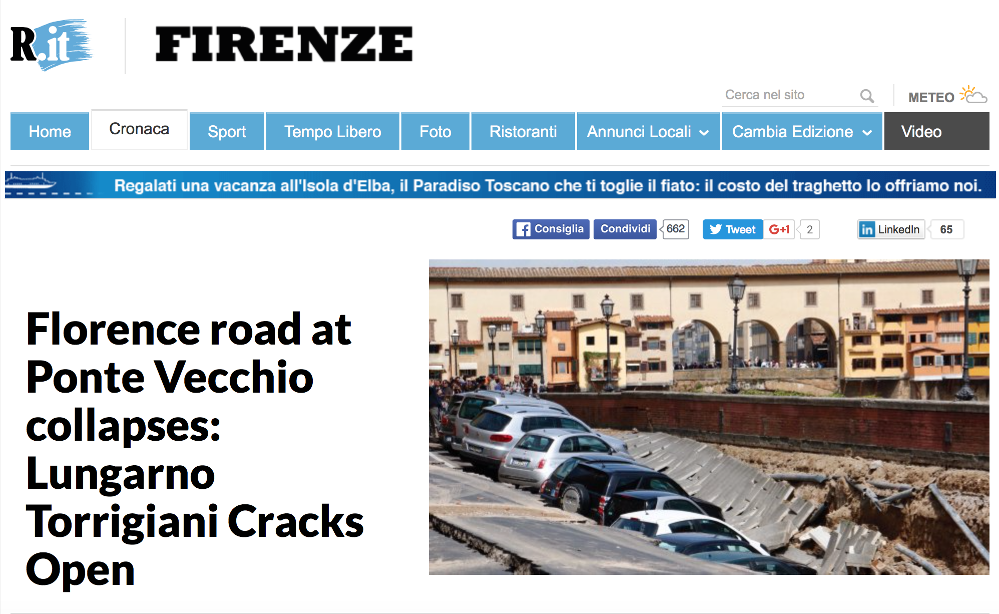 R.it
FIRENZE
Cerca nel sito
METEO
Home Cronaca Sport Tempo Libero Foto Ristoranti Annunci Locali Cambia Edizione Video
Regalati una vacanza all'Isola d'Elba, il Paradiso Toscano che ti toglie il fiato: il costo del traghetto lo offriamo noi.
Consiglia Condividi 662 Tweet G+1 2 in LinkedIn 65
Florence road at
Ponte Vecchio
collapses:
Lungarno
Torrigiani Cracks
Open